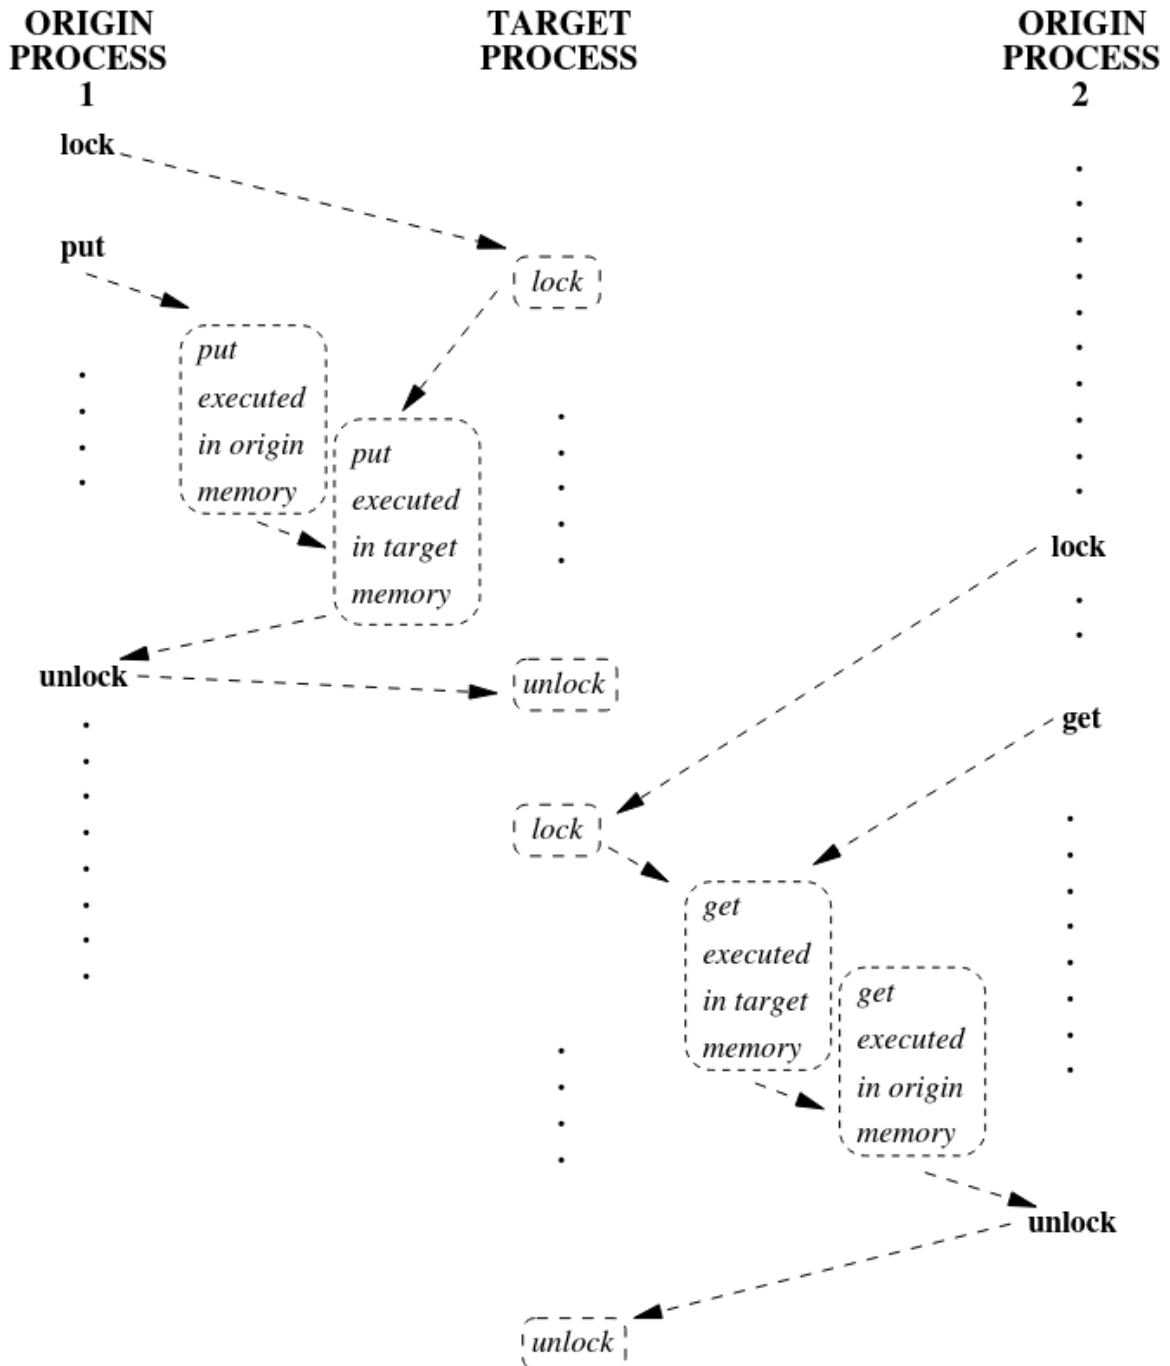 ORIGIN
PROCESS
1
TARGET
PROCESS
ORIGIN
PROCESS
2
lock
put
lock
put
executed
in origin
memory
put
executed
in target
memory
lock
unlock
unlock
get
lock
get
executed
in target
memory
get
executed
in origin
memory
unlock
unlock